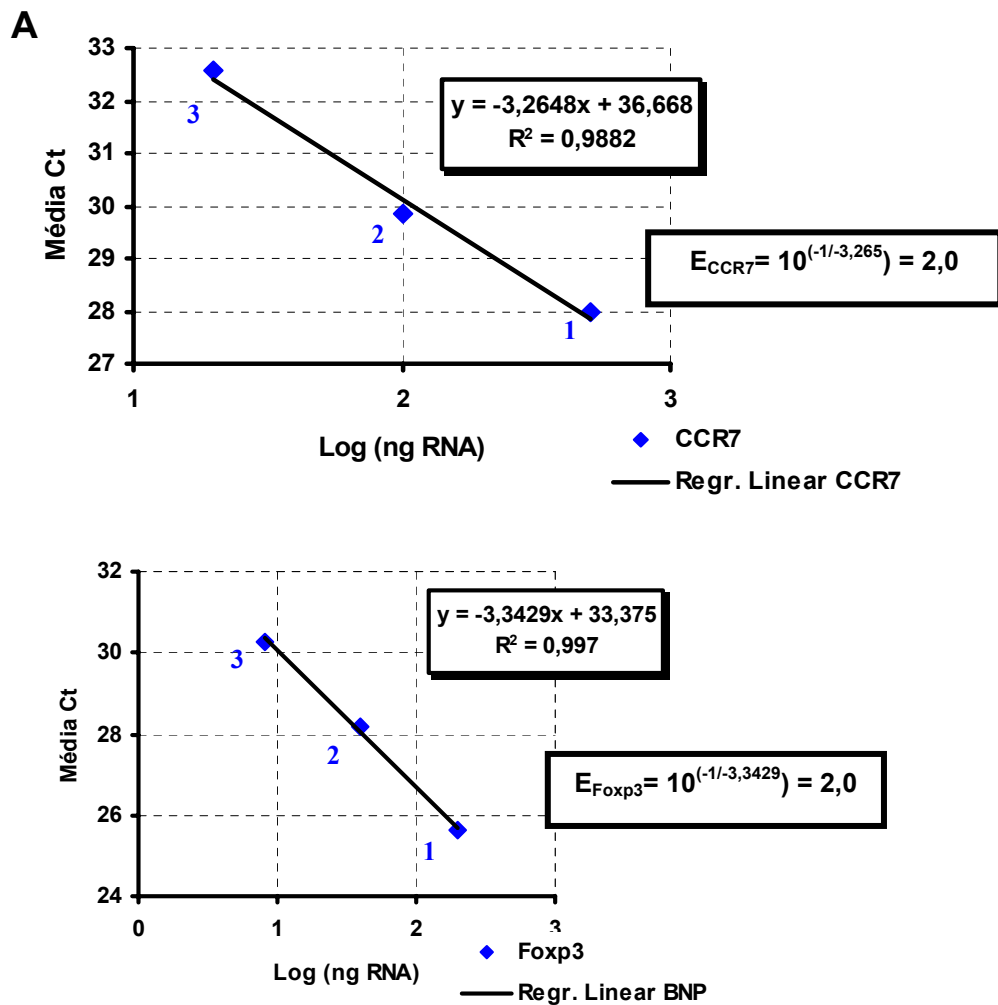 A
33
32
31
30
29
28
27
Média Ct
3
2
1
y = -3,2648x + 36,668
R² = 0,9882
E_CCR7= 10^(-1/-3,265) = 2,0
1
2
3
Log (ng RNA)
CCR7
Regr. Linear CCR7
32
30
28
26
24
Média Ct
3
2
1
y = -3,3429x + 33,375
R² = 0,997
E_Foxp3= 10^(-1/-3,3429) = 2,0
0
1
2
3
Log (ng RNA)
Foxp3
Regr. Linear BNP